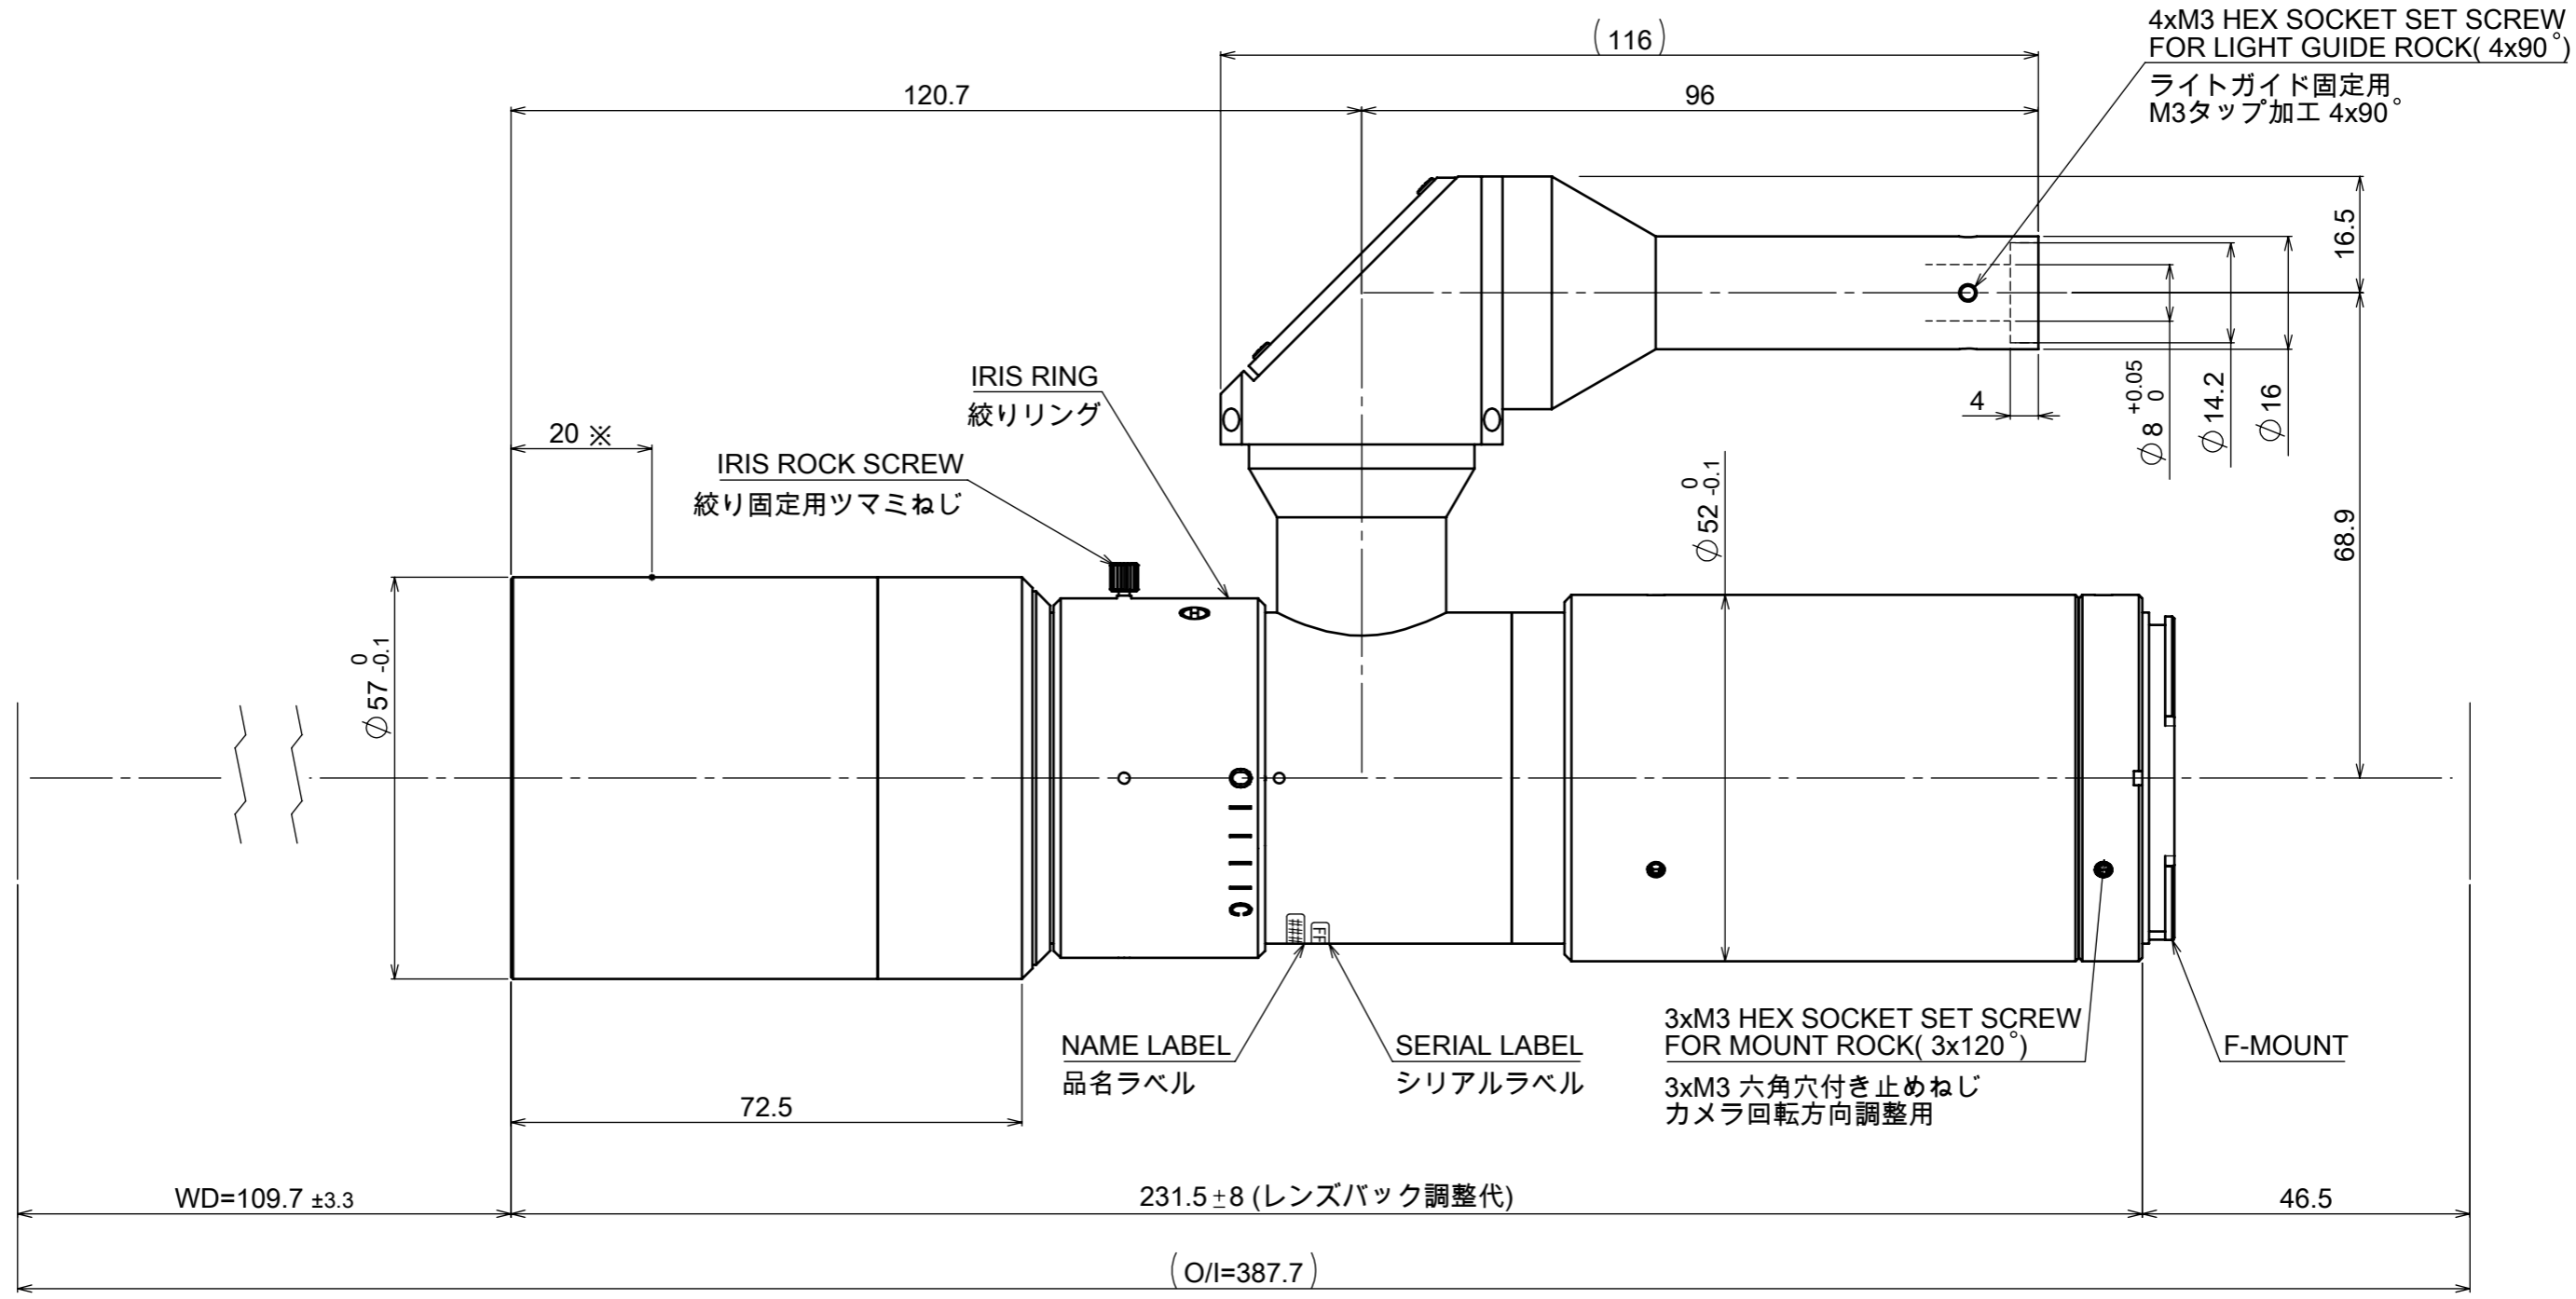 4xM3 HEX SOCKET SET SCREW
FOR LIGHT GUIDE ROCK( 4x90°)
ライトガイド固定用
M3タップ加工 4x90°
(116)
120.7
96
16.5
68.9
IRIS RING
絞りリング
20 ※
IRIS ROCK SCREW
絞り固定用ツマミねじ
4
⌀8 +0.05 0
⌀14.2
⌀16
⌀52 0 -0.1
⌀57 0 -0.1
H
O
C
###
FF
NAME LABEL
品名ラベル
SERIAL LABEL
シリアルラベル
3xM3 HEX SOCKET SET SCREW
FOR MOUNT ROCK( 3x120°)
3xM3 六角穴付き止めねじ
カメラ回転方向調整用
F-MOUNT
72.5
WD=109.7 ±3.3
231.5±8 (レンズバック調整代)
46.5
(O/I=387.7)